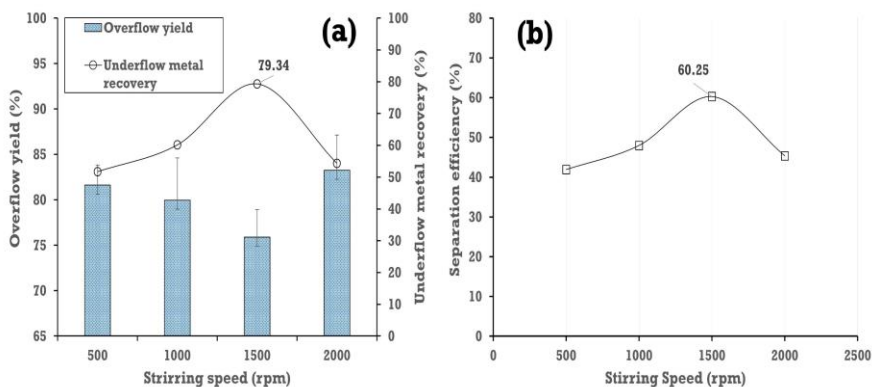 (a)
Overflow yield
Underflow metal
recovery
79.34
Overflow yield (%)
100
95
90
85
80
75
70
65
500 1000 1500 2000
Strirring speed (rpm)
100
90
80
70
60
50
40
30
20
10
0
Underflow metal recovery (%)
(b)
60.25
Separation efficiency (%)
80
70
60
50
40
30
20
10
0
0 500 1000 1500 2000 2500
Stirring Speed (rpm)